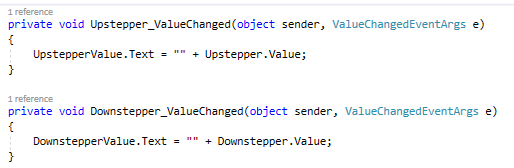 1 reference
private void Upstepper_ValueChanged(object sender, ValueChangedEventArgs e)
{
UpstepperValue.Text = "" + Upstepper.Value;
}
1 reference
private void Downstepper_ValueChanged(object sender, ValueChangedEventArgs e)
{
DownstepperValue.Text = "" + Downstepper.Value;
}